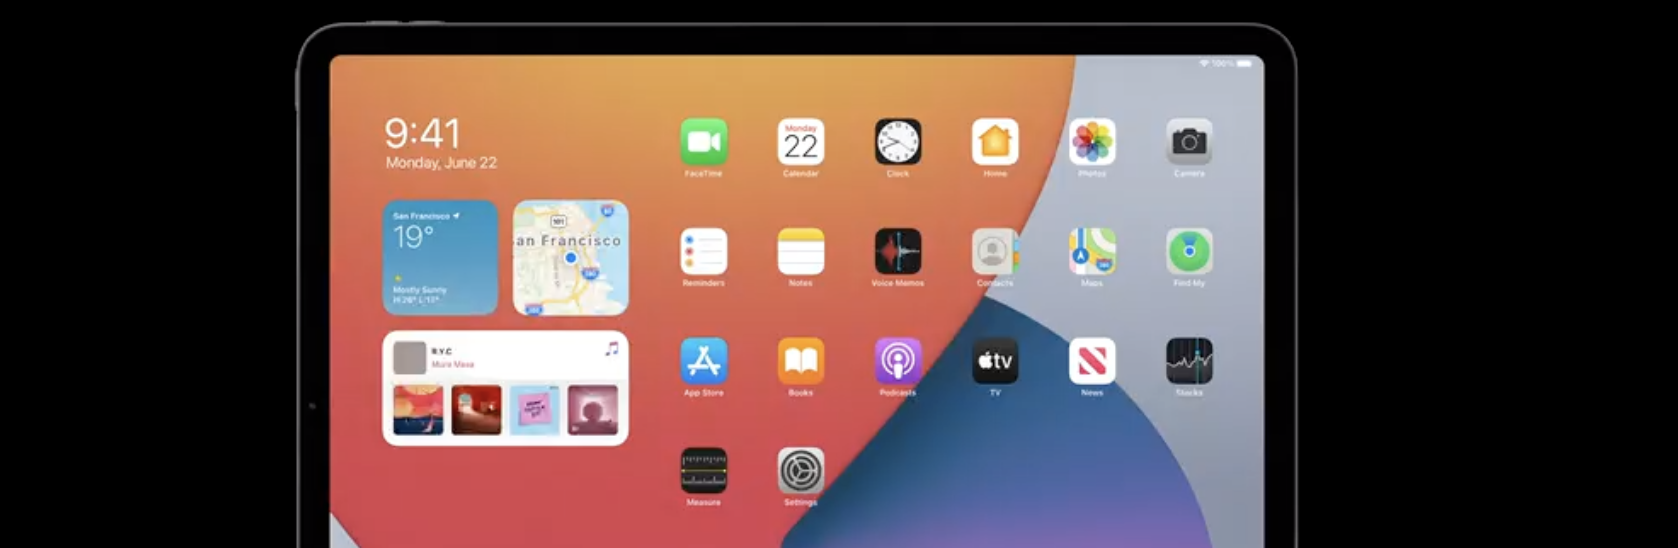 100%
9:41
Monday, June 22
Monday
22
FaceTime
Calendar
Clock
Home
Photos
Camera
San Francisco
19°
Mostly Sunny
H:26° L:13°
101
an Francisco
280
Reminders
Notes
Voice Memos
Contacts
Maps
Find My
R.Y.C
Mura Masa
App Store
Books
Podcasts
tv
TV
News
Stocks
Measure
Settings